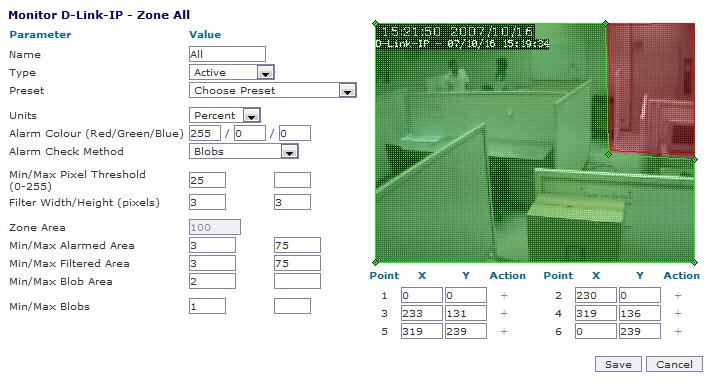 Monitor D-Link-IP - Zone All
Parameter Value
Name All
Type Active
Preset Choose Preset
Units Percent
Alarm Colour (Red/Green/Blue) 255 / 0 / 0
Alarm Check Method Blobs
Min/Max Pixel Threshold (0-255) 25
Filter Width/Height (pixels) 3 3
Zone Area 100
Min/Max Alarmed Area 3 75
Min/Max Filtered Area 3 75
Min/Max Blob Area 2
Min/Max Blobs 1
15:21:50 2007/10/16
D-Link-IP - 07/10/16 15:19:34
Point X Y Action Point X Y Action
1 0 0 + 2 230 0 +
3 233 131 + 4 319 136 +
5 319 239 + 6 0 239 +
Save Cancel